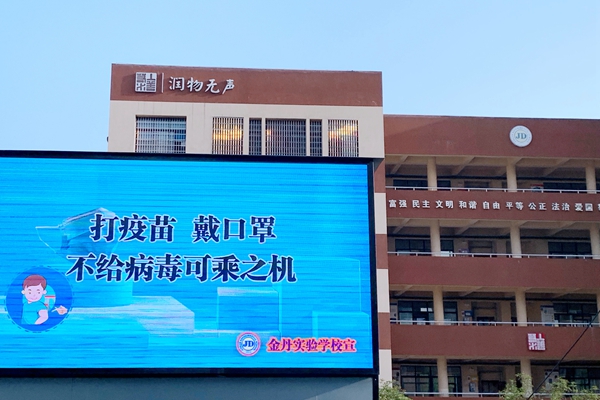 润物无声
JD
富强 民主 文明 和谐 自由 平等 公正 法治 爱国
打疫苗 戴口罩
不给病毒可乘之机
JD 金丹实验学校宣